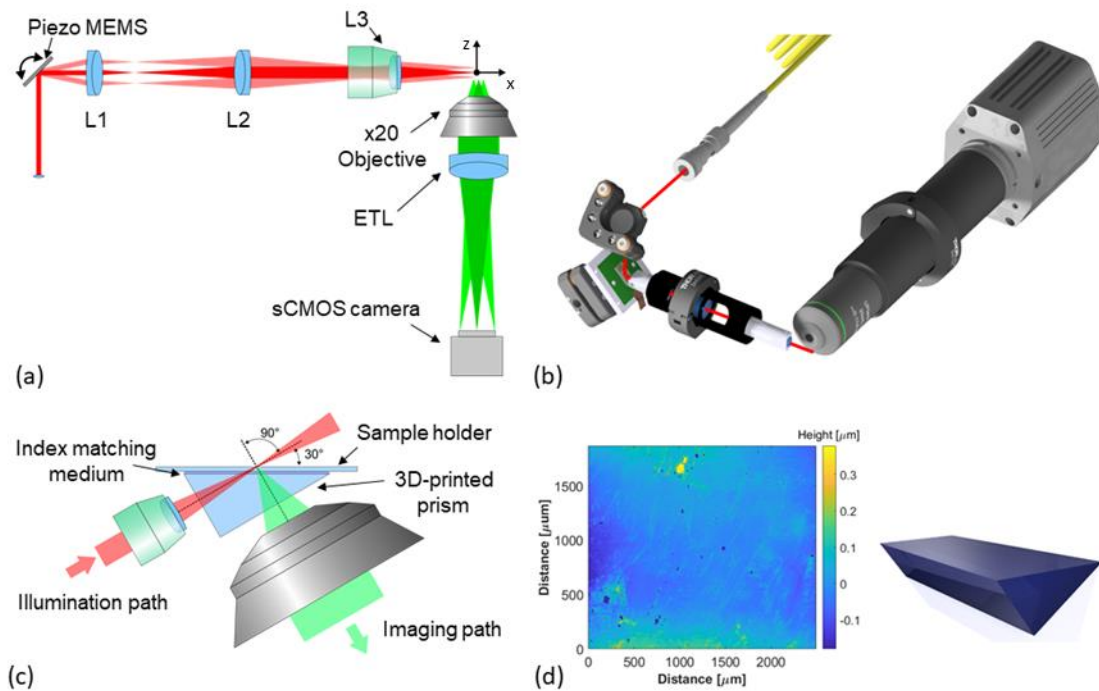 Piezo MEMS
L1
L2
L3
z
x
x20
Objective
ETL
sCMOS camera
(a)
(b)
Index matching
medium
90°
30°
Sample holder
3D-printed
prism
Illumination path
Imaging path
(c)
Height [µm]
0.3
0.2
0.1
0
-0.1
Distance [µum]
1500
1000
500
0
0
500
1000
1500
2000
Distance [µm]
(d)